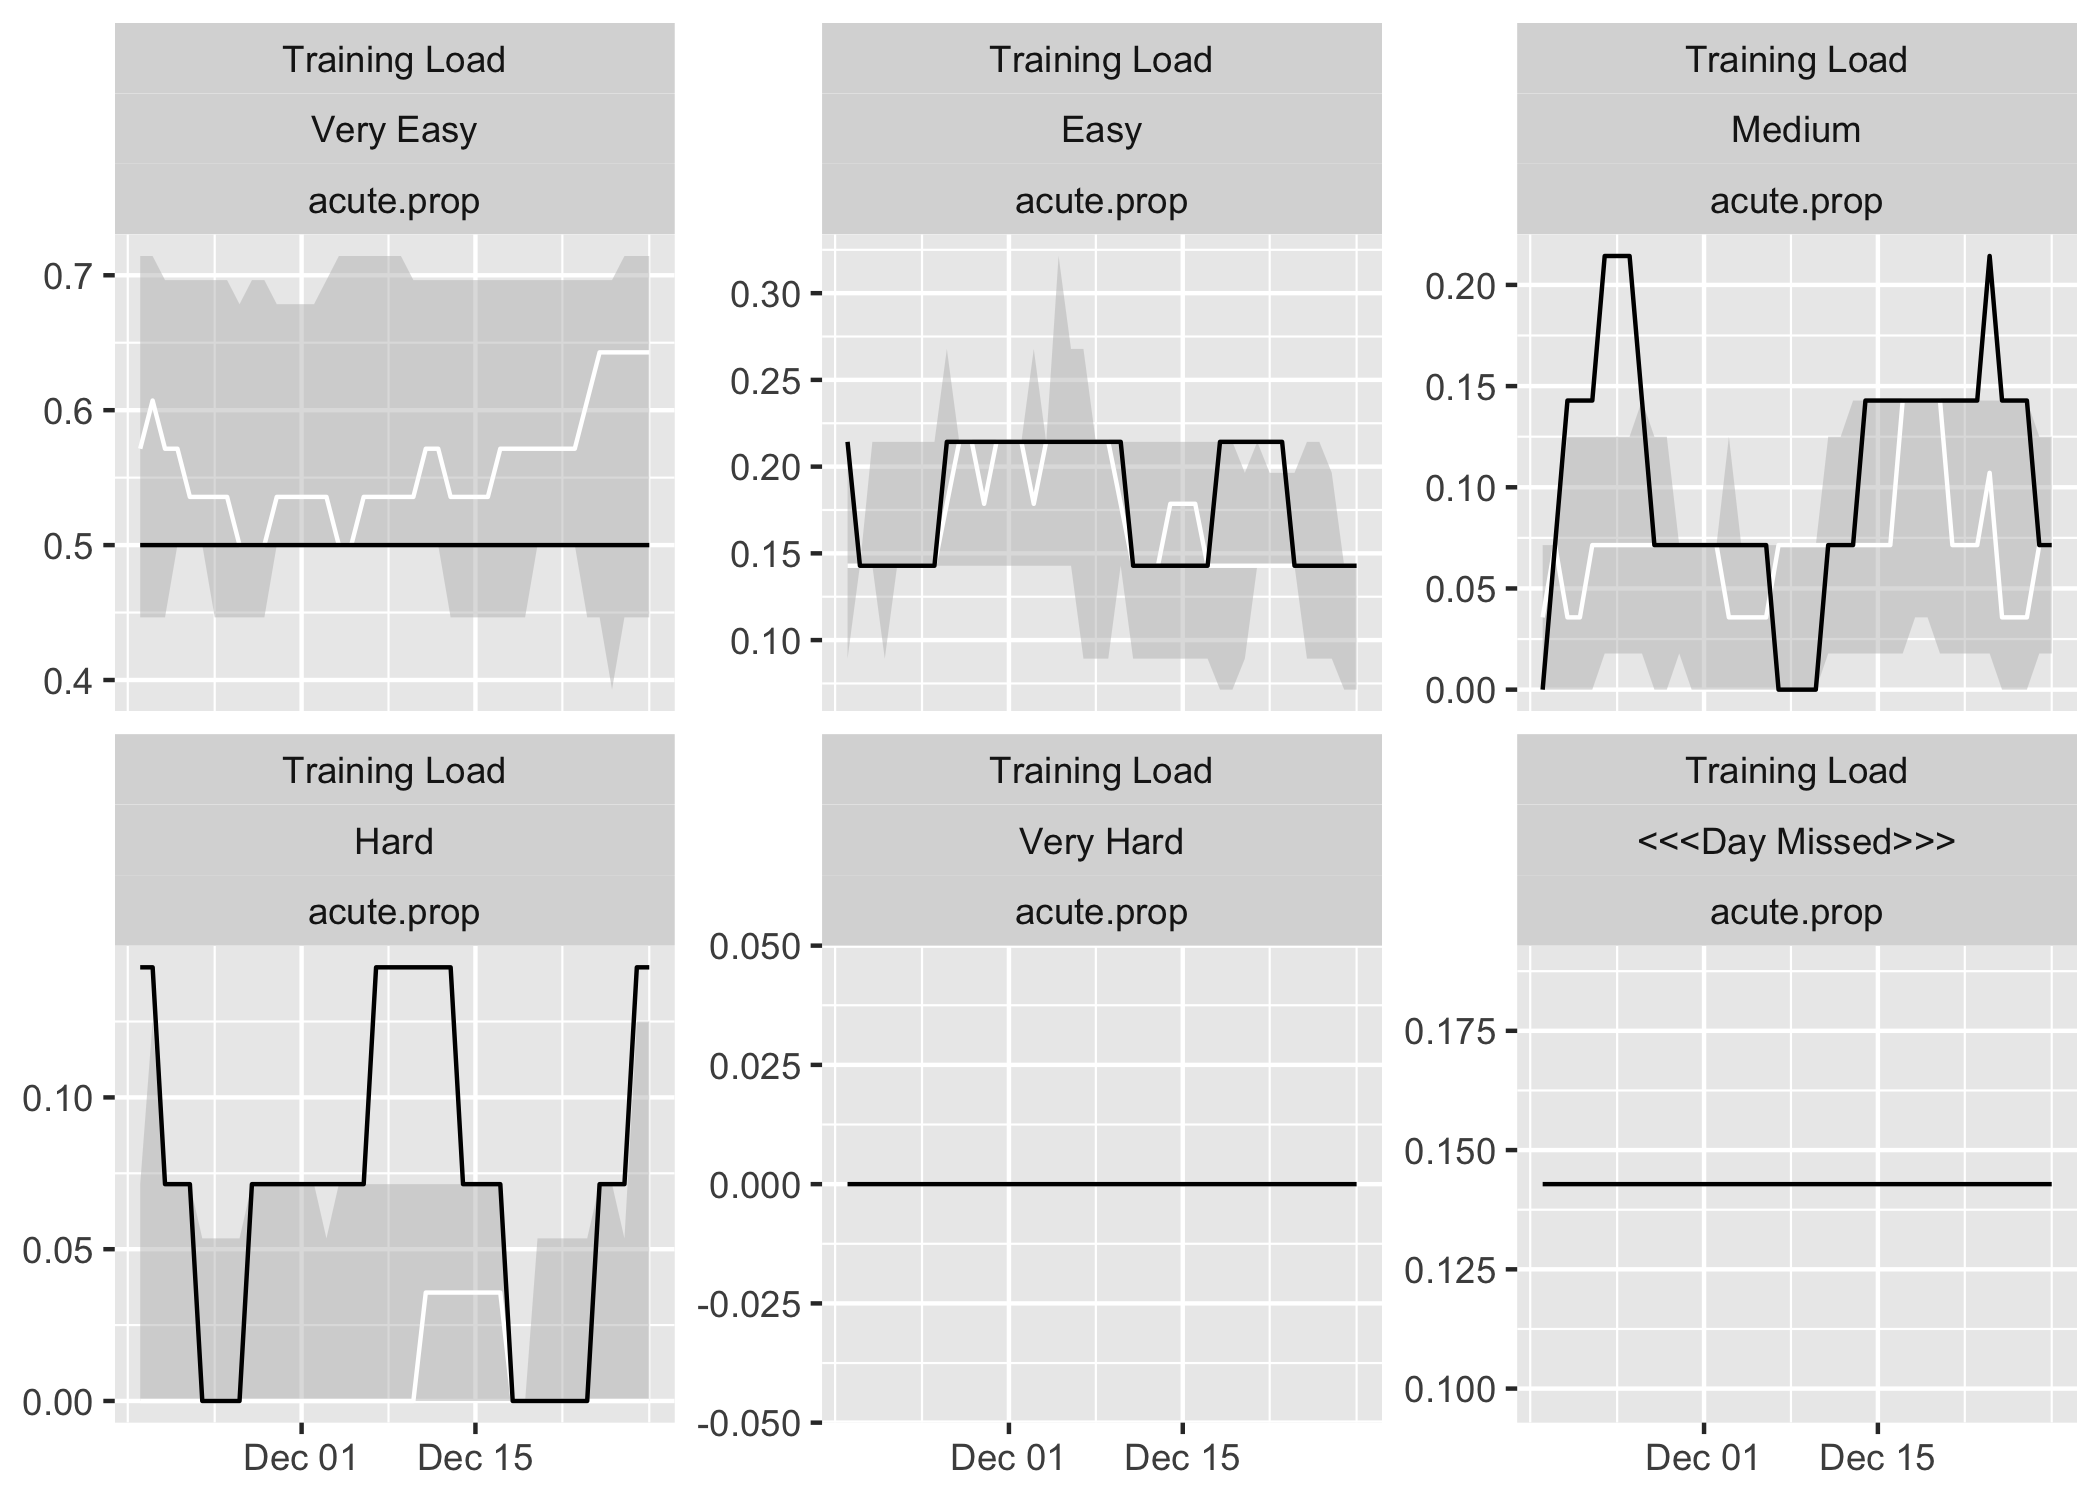 Training Load
Very Easy
acute.prop
0.7
0.6
0.5
0.4
Training Load
Easy
acute.prop
0.30
0.25
0.20
0.15
0.10
Training Load
Medium
acute.prop
0.20
0.15
0.10
0.05
0.00
Training Load
Hard
acute.prop
0.10
0.05
0.00
Dec 01
Dec 15
Training Load
Very Hard
acute.prop
0.050
0.025
0.000
-0.025
-0.050
Dec 01
Dec 15
Training Load
<<<Day Missed>>>
acute.prop
0.175
0.150
0.125
0.100
Dec 01
Dec 15